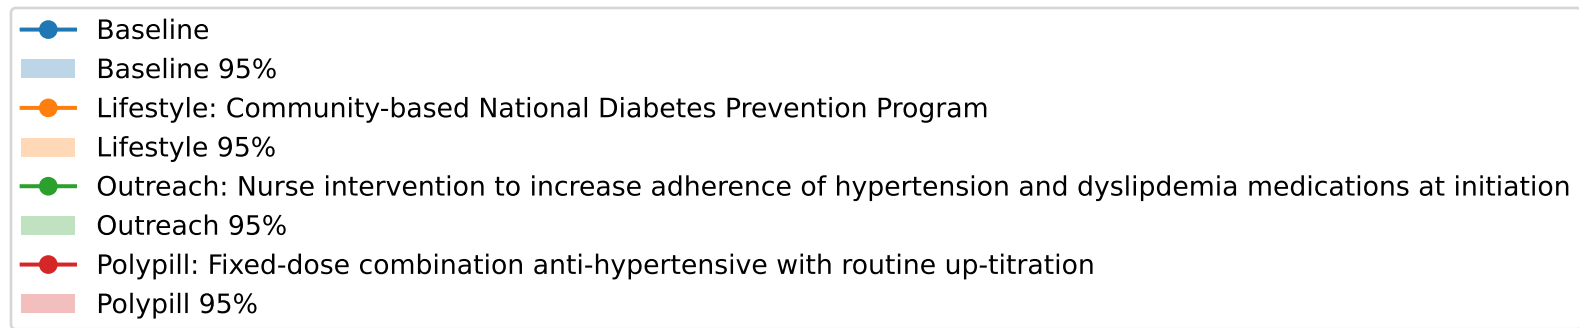 Baseline
Baseline 95%
Lifestyle: Community-based National Diabetes Prevention Program
Lifestyle 95%
Outreach: Nurse intervention to increase adherence of hypertension and dyslipdemia medications at initiation
Outreach 95%
Polypill: Fixed-dose combination anti-hypertensive with routine up-titration
Polypill 95%